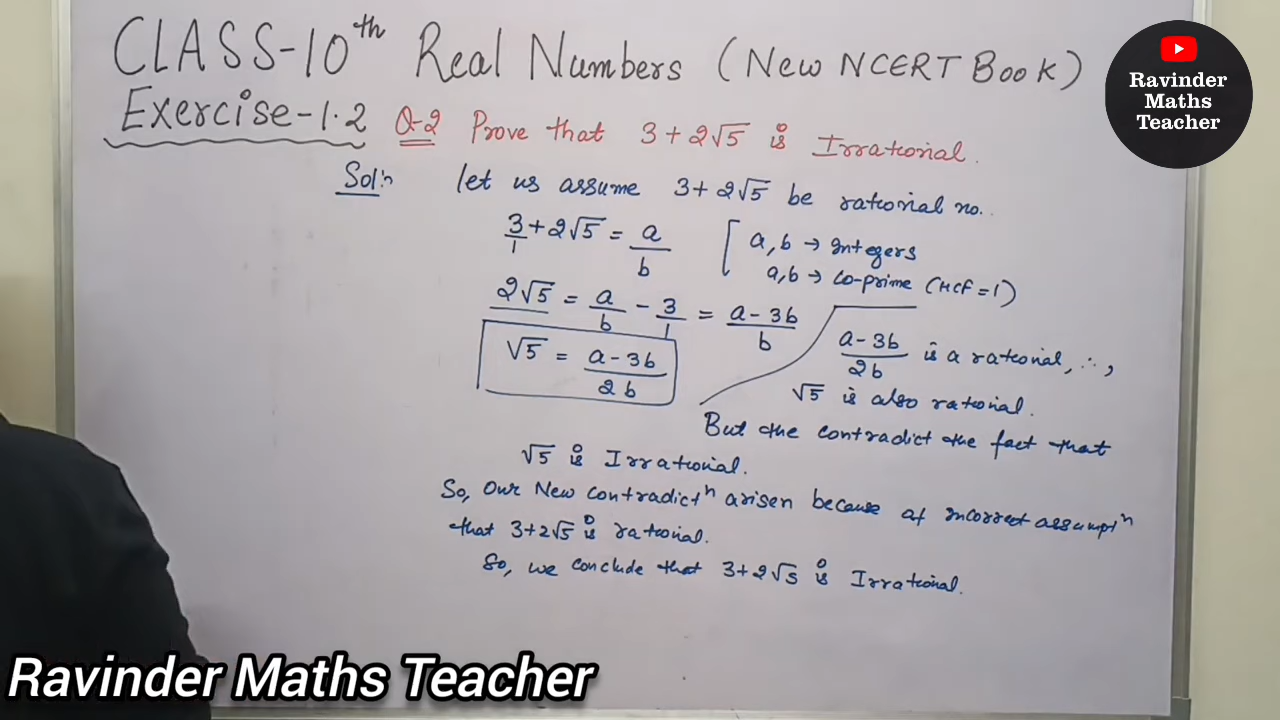 CLASS-10th Real Numbers (New NCERT Book)
Ravinder
Maths
Teacher
Exercise-1.2 Q-2 Prove that 3+2√5 is Irrational.
Sol:n let us assume 3+2√5 be rational no..
3/1 + 2√5 = a/b [ a, b → Integers
a, b → Co-prime (HCF=1)
2√5 = a/b - 3/1 = a-3b/b
√5 = a-3b/2b
a-3b/2b is a rational, ∴,
√5 is also rational.
But the contradict the fact that
√5 is Irrational.
So, Our New contradictn arisen because of incorrect assumptn
that 3+2√5 is rational.
So, we conclude that 3+2√5 is Irrational.
Ravinder Maths Teacher